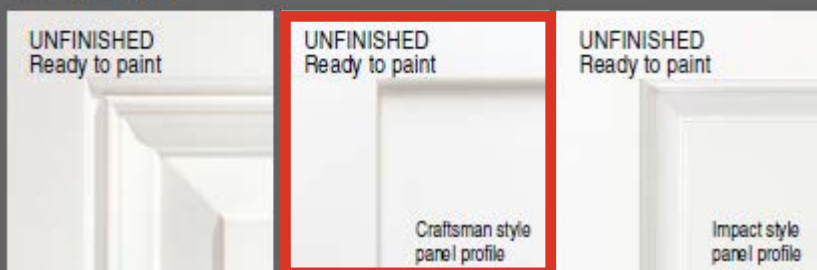 UNFINISHED
Ready to paint
UNFINISHED
Ready to paint
Craftsman style
panel profile
UNFINISHED
Ready to paint
Impact style
panel profile